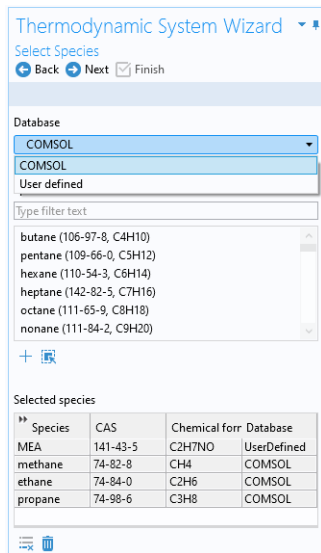 Thermodynamic System Wizard
Select Species
Back Next Finish
Database
COMSOL
COMSOL
User defined
Type filter text
butane (106-97-8, C4H10)
pentane (109-66-0, C5H12)
hexane (110-54-3, C6H14)
heptane (142-82-5, C7H16)
octane (111-65-9, C8H18)
nonane (111-84-2, C9H20)
Selected species
Species CAS Chemical forr Database
MEA 141-43-5 C2H7NO UserDefined
methane 74-82-8 CH4 COMSOL
ethane 74-84-0 C2H6 COMSOL
propane 74-98-6 C3H8 COMSOL